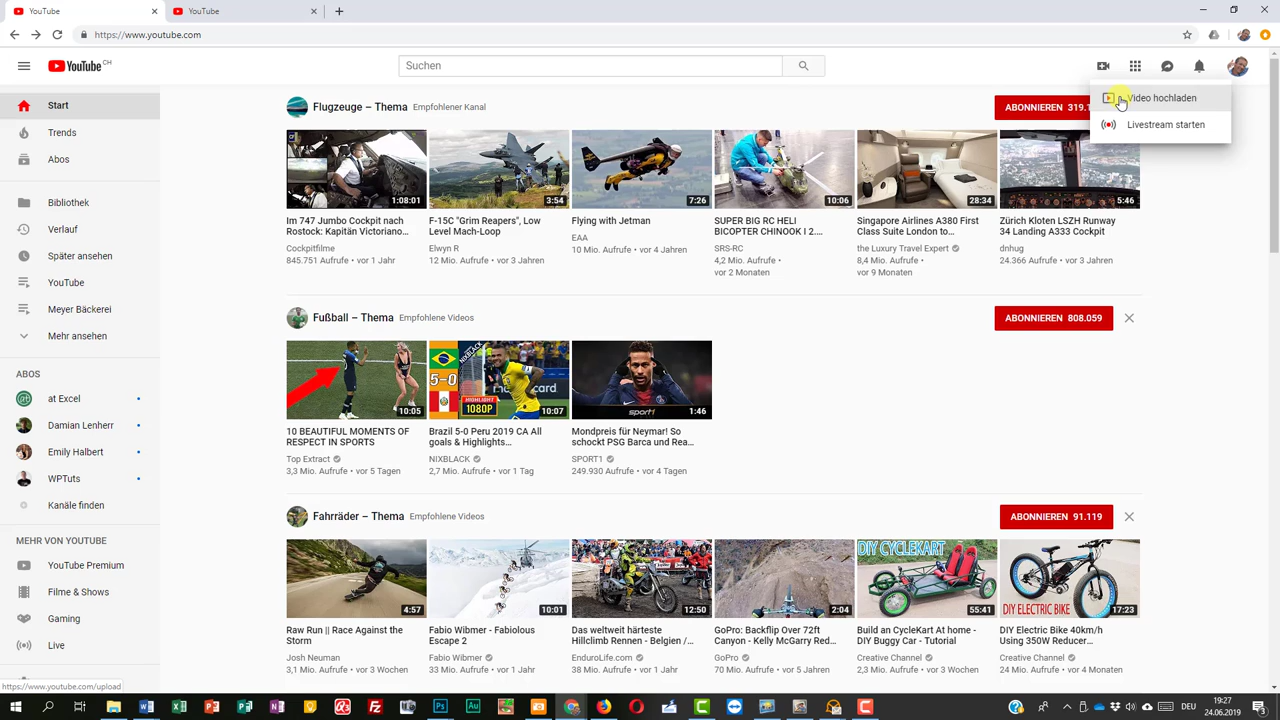 YouTube
YouTube
https://www.youtube.com
YouTube CH
Suchen
Video hochladen
Livestream starten
Start
Trends
Abos
Bibliothek
Verlauf
Später ansehen
YouTube
Meyer Bäckerei
Mehr ansehen
ABOS
at Excel
Damian Lenherr
Emily Halbert
WPTuts
Kanäle finden
MEHR VON YOUTUBE
YouTube Premium
Filme & Shows
Gaming
Live
https://www.youtube.com/upload
Flugzeuge – Thema Empfohlener Kanal
ABONNIEREN
1:08:01
3:54
7:26
10:06
28:34
5:46
Im 747 Jumbo Cockpit nach
Rostock: Kapitän Victoriano…
Cockpitfilme
845.751 Aufrufe • vor 1 Jahr
F-15C "Grim Reapers", Low
Level Mach-Loop
Elwyn R
12 Mio. Aufrufe • vor 3 Jahren
Flying with Jetman
EAA
10 Mio. Aufrufe • vor 4 Jahren
SUPER BIG RC HELI
BICOPTER CHINOOK I 2.…
SRS-RC
4,2 Mio. Aufrufe •
vor 2 Monaten
Singapore Airlines A380 First
Class Suite London to…
the Luxury Travel Expert
8,4 Mio. Aufrufe •
vor 9 Monaten
Zürich Kloten LSZH Runway
34 Landing A333 Cockpit
dnhug
24.366 Aufrufe • vor 3 Jahren
Fußball – Thema Empfohlene Videos
ABONNIEREN 808.059
10:05
5-0
NIXBLACK
HIGHLIGHT
1080P
10:07
sport1
1:46
10 BEAUTIFUL MOMENTS OF
RESPECT IN SPORTS
Top Extract
3,3 Mio. Aufrufe • vor 5 Tagen
Brazil 5-0 Peru 2019 CA All
goals & Highlights…
NIXBLACK
2,7 Mio. Aufrufe • vor 1 Tag
Mondpreis für Neymar! So
schockt PSG Barca und Rea…
SPORT1
249.930 Aufrufe • vor 4 Tagen
Fahrräder – Thema Empfohlene Videos
ABONNIEREN 91.119
4:57
10:01
12:50
2:04
DIY CYCLEKART
55:41
DIY ELECTRIC BIKE
17:23
Raw Run || Race Against the
Storm
Josh Neuman
3,1 Mio. Aufrufe • vor 3 Wochen
Fabio Wibmer - Fabiolous
Escape 2
Fabio Wibmer
33 Mio. Aufrufe • vor 1 Jahr
Das weltweit härteste
Hillclimb Rennen - Belgien /…
EnduroLife.com
38 Mio. Aufrufe • vor 1 Jahr
GoPro: Backflip Over 72ft
Canyon - Kelly McGarry Red…
GoPro
70 Mio. Aufrufe • vor 5 Jahren
Build an CycleKart At home -
DIY Buggy Car - Tutorial
Creative Channel
2,3 Mio. Aufrufe • vor 3 Wochen
DIY Electric Bike 40km/h
Using 350W Reducer…
Creative Channel
24 Mio. Aufrufe • vor 4 Monaten
DEU
19:27
24.06.2019